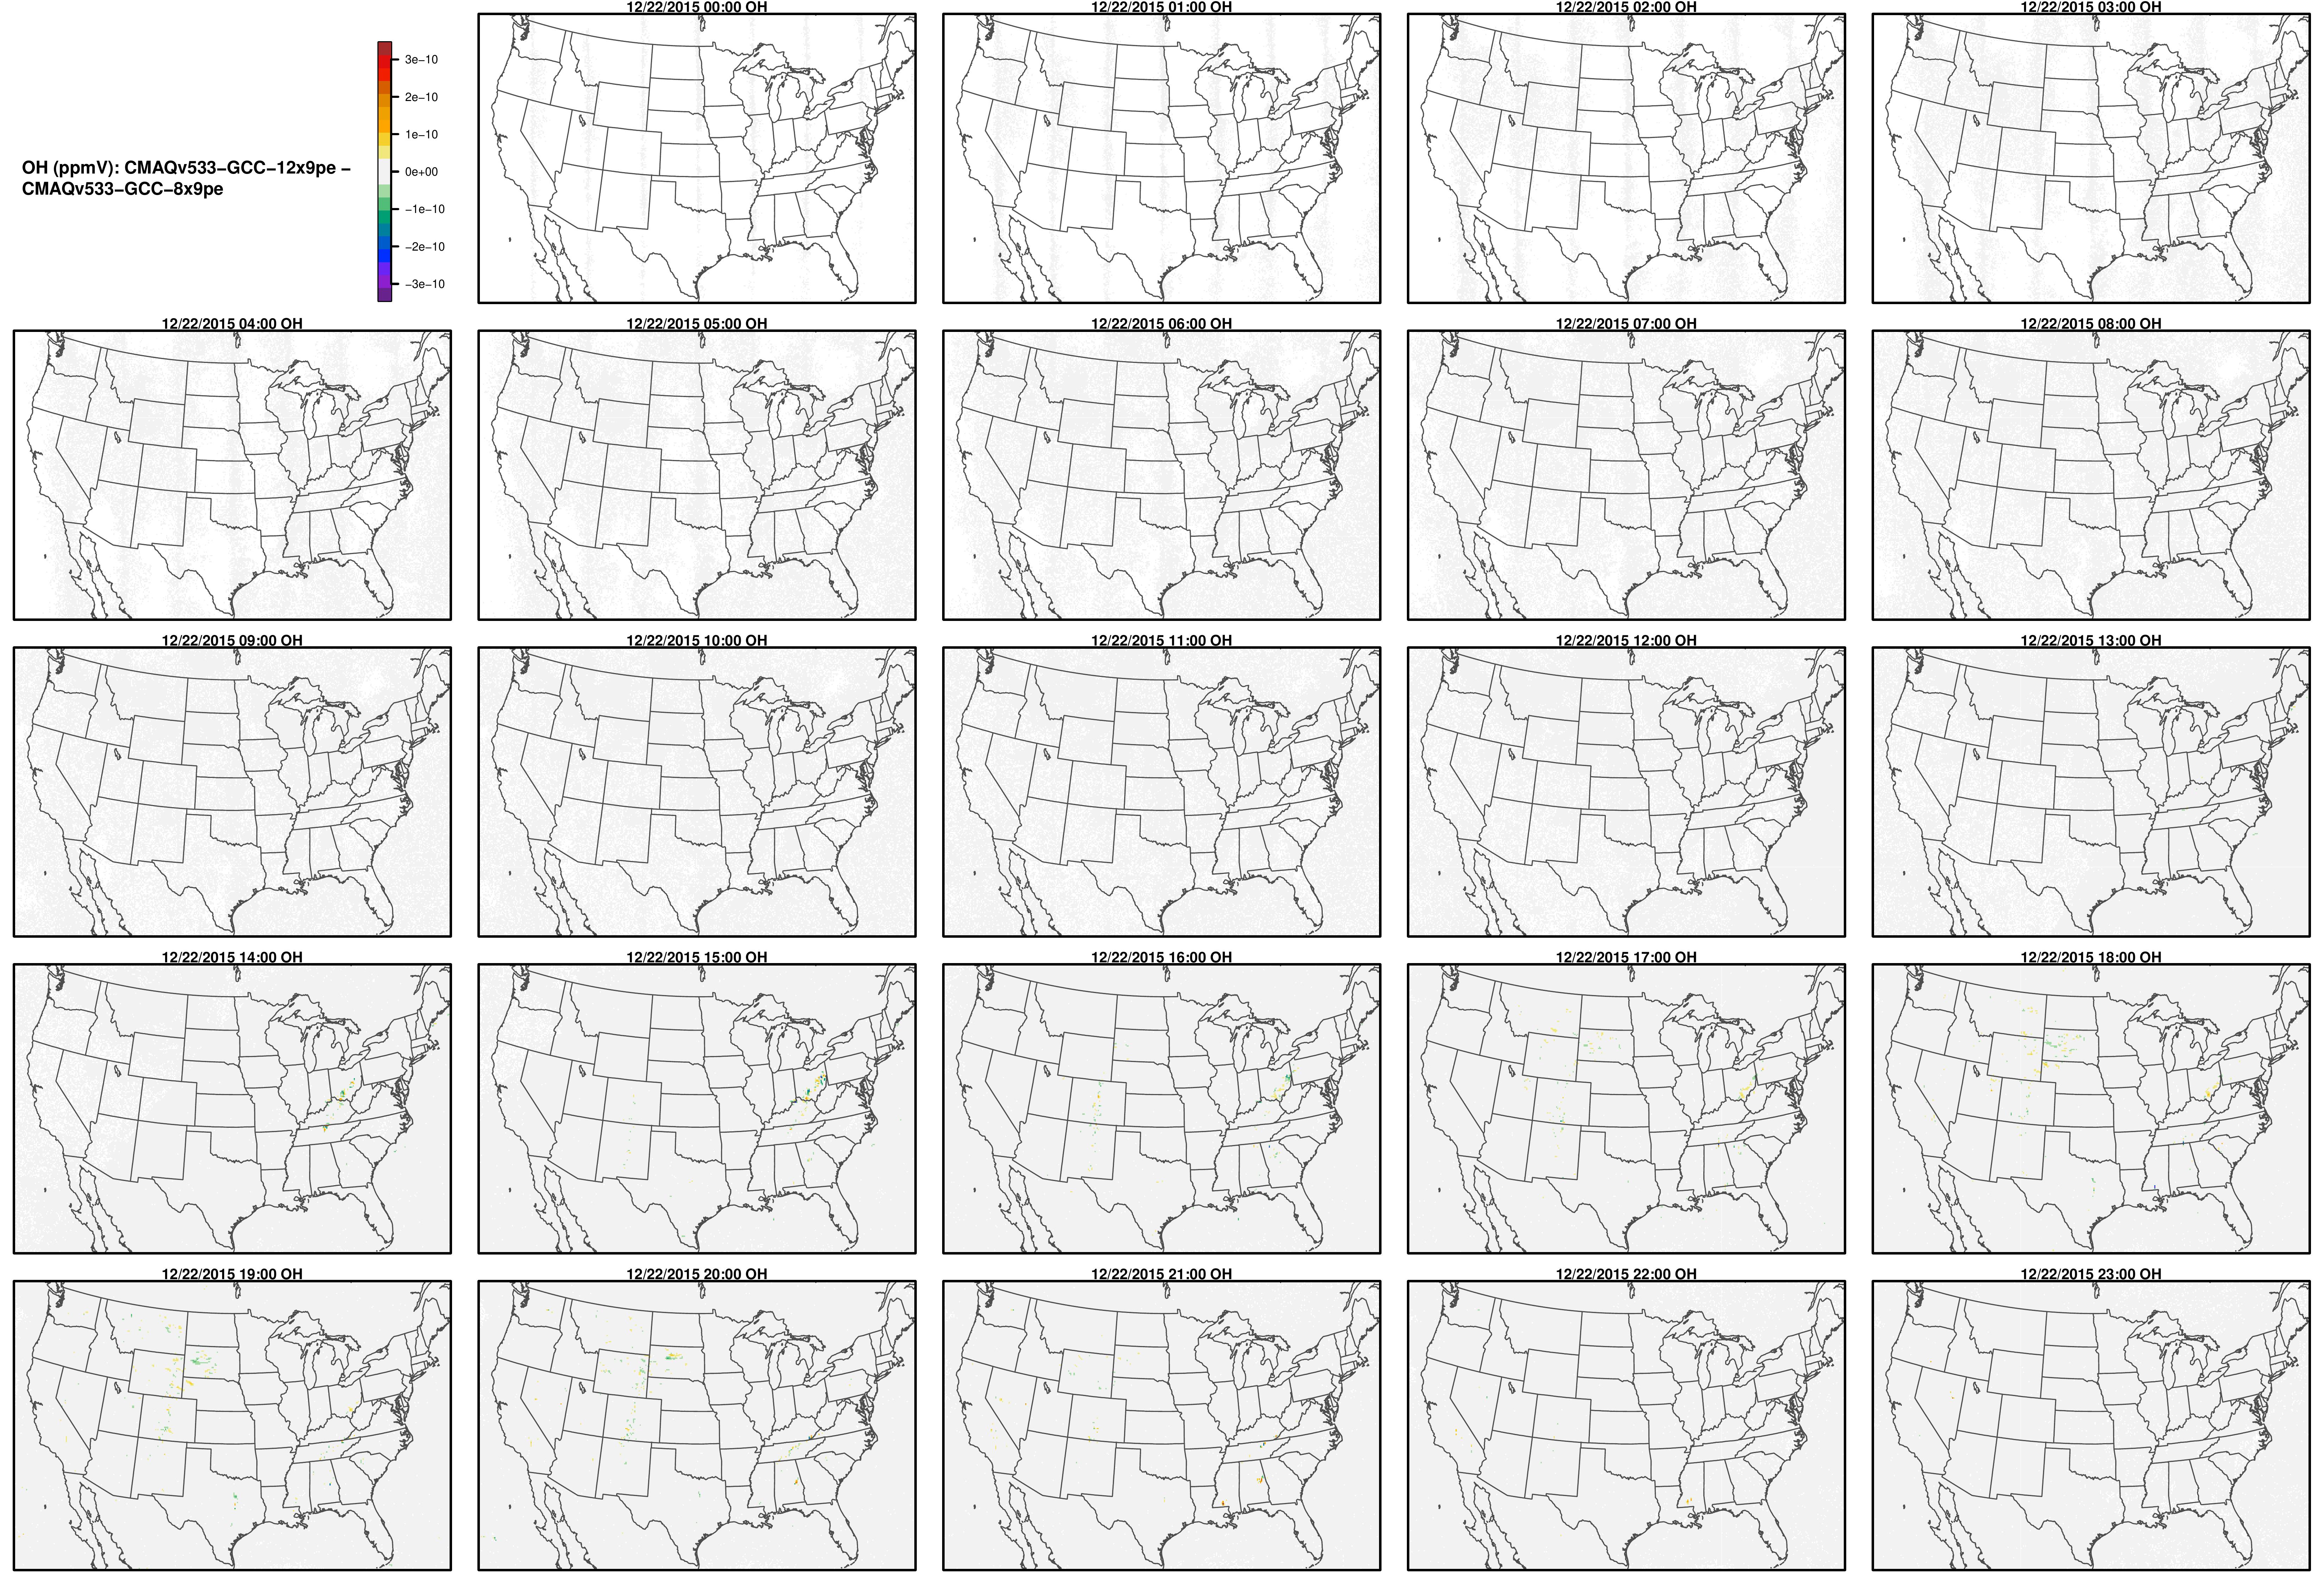 12/22/2015 00:00 OH
12/22/2015 01:00 OH
12/22/2015 02:00 OH
12/22/2015 03:00 OH
3e−10
2e−10
1e−10
0e+00
−1e−10
−2e−10
−3e−10
OH (ppmV): CMAQv533−GCC−12x9pe −
CMAQv533−GCC−8x9pe
12/22/2015 04:00 OH
12/22/2015 05:00 OH
12/22/2015 06:00 OH
12/22/2015 07:00 OH
12/22/2015 08:00 OH
12/22/2015 09:00 OH
12/22/2015 10:00 OH
12/22/2015 11:00 OH
12/22/2015 12:00 OH
12/22/2015 13:00 OH
12/22/2015 14:00 OH
12/22/2015 15:00 OH
12/22/2015 16:00 OH
12/22/2015 17:00 OH
12/22/2015 18:00 OH
12/22/2015 19:00 OH
12/22/2015 20:00 OH
12/22/2015 21:00 OH
12/22/2015 22:00 OH
12/22/2015 23:00 OH